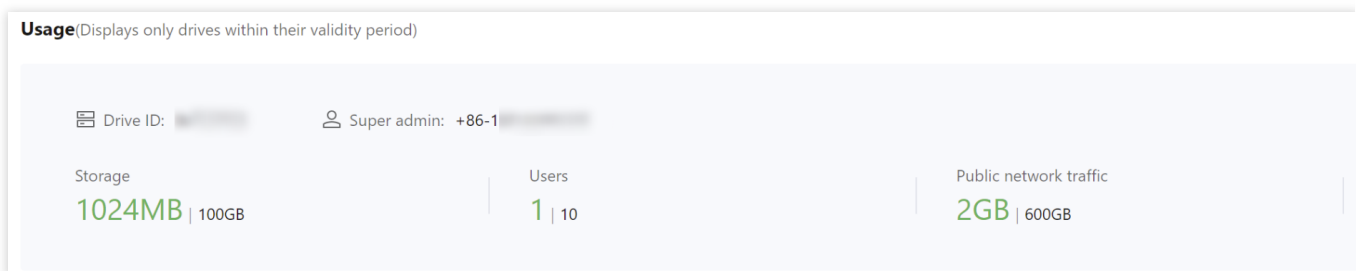 Usage(Displays only drives within their validity period)
Drive ID: Super admin: +86-1
Storage Users Public network traffic
1024MB | 100GB 1 | 10 2GB | 600GB